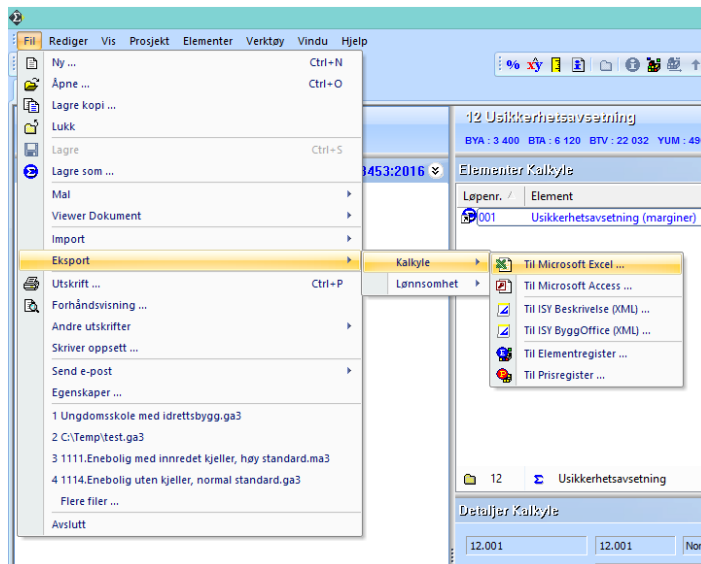 Fil Rediger Vis Prosjekt Elementer Verktøy Vindu Hjelp
Ny ... Ctrl+N
Åpne ... Ctrl+O
Lagre kopi ...
Lukk
Lagre Ctrl+S
Lagre som ...
Mal
Viewer Dokument
Import
Eksport
Utskrift ... Ctrl+P
Forhåndsvisning ...
Andre utskrifter
Skriver oppsett ...
Send e-post
Egenskaper ...
1 Ungdomsskole med idrettsbygg.ga3
2 C:\Temp\test.ga3
3 1111.Enebolig med innredet kjeller, høy standard.ma3
4 1114.Enebolig uten kjeller, normal standard.ga3
Flere filer ...
Avslutt
Kalkyle
Lønnsomhet
Til Microsoft Excel ...
Til Microsoft Access ...
Til ISY Beskrivelse (XML) ...
Til ISY ByggOffice (XML) ...
Til Elementregister ...
Til Prisregister ...
3453:2016
12 Usikkerhetsavsetning
BYA : 3 400 BTA : 6 120 BTV : 22 032 YUM : 49
Elementer Kalkyle
Løpenr. Element
001 Usikkerhetsavsetning (marginer)
12 Σ Usikkerhetsavsetning
Detaljer Kalkyle
12.001 12.001 Nor